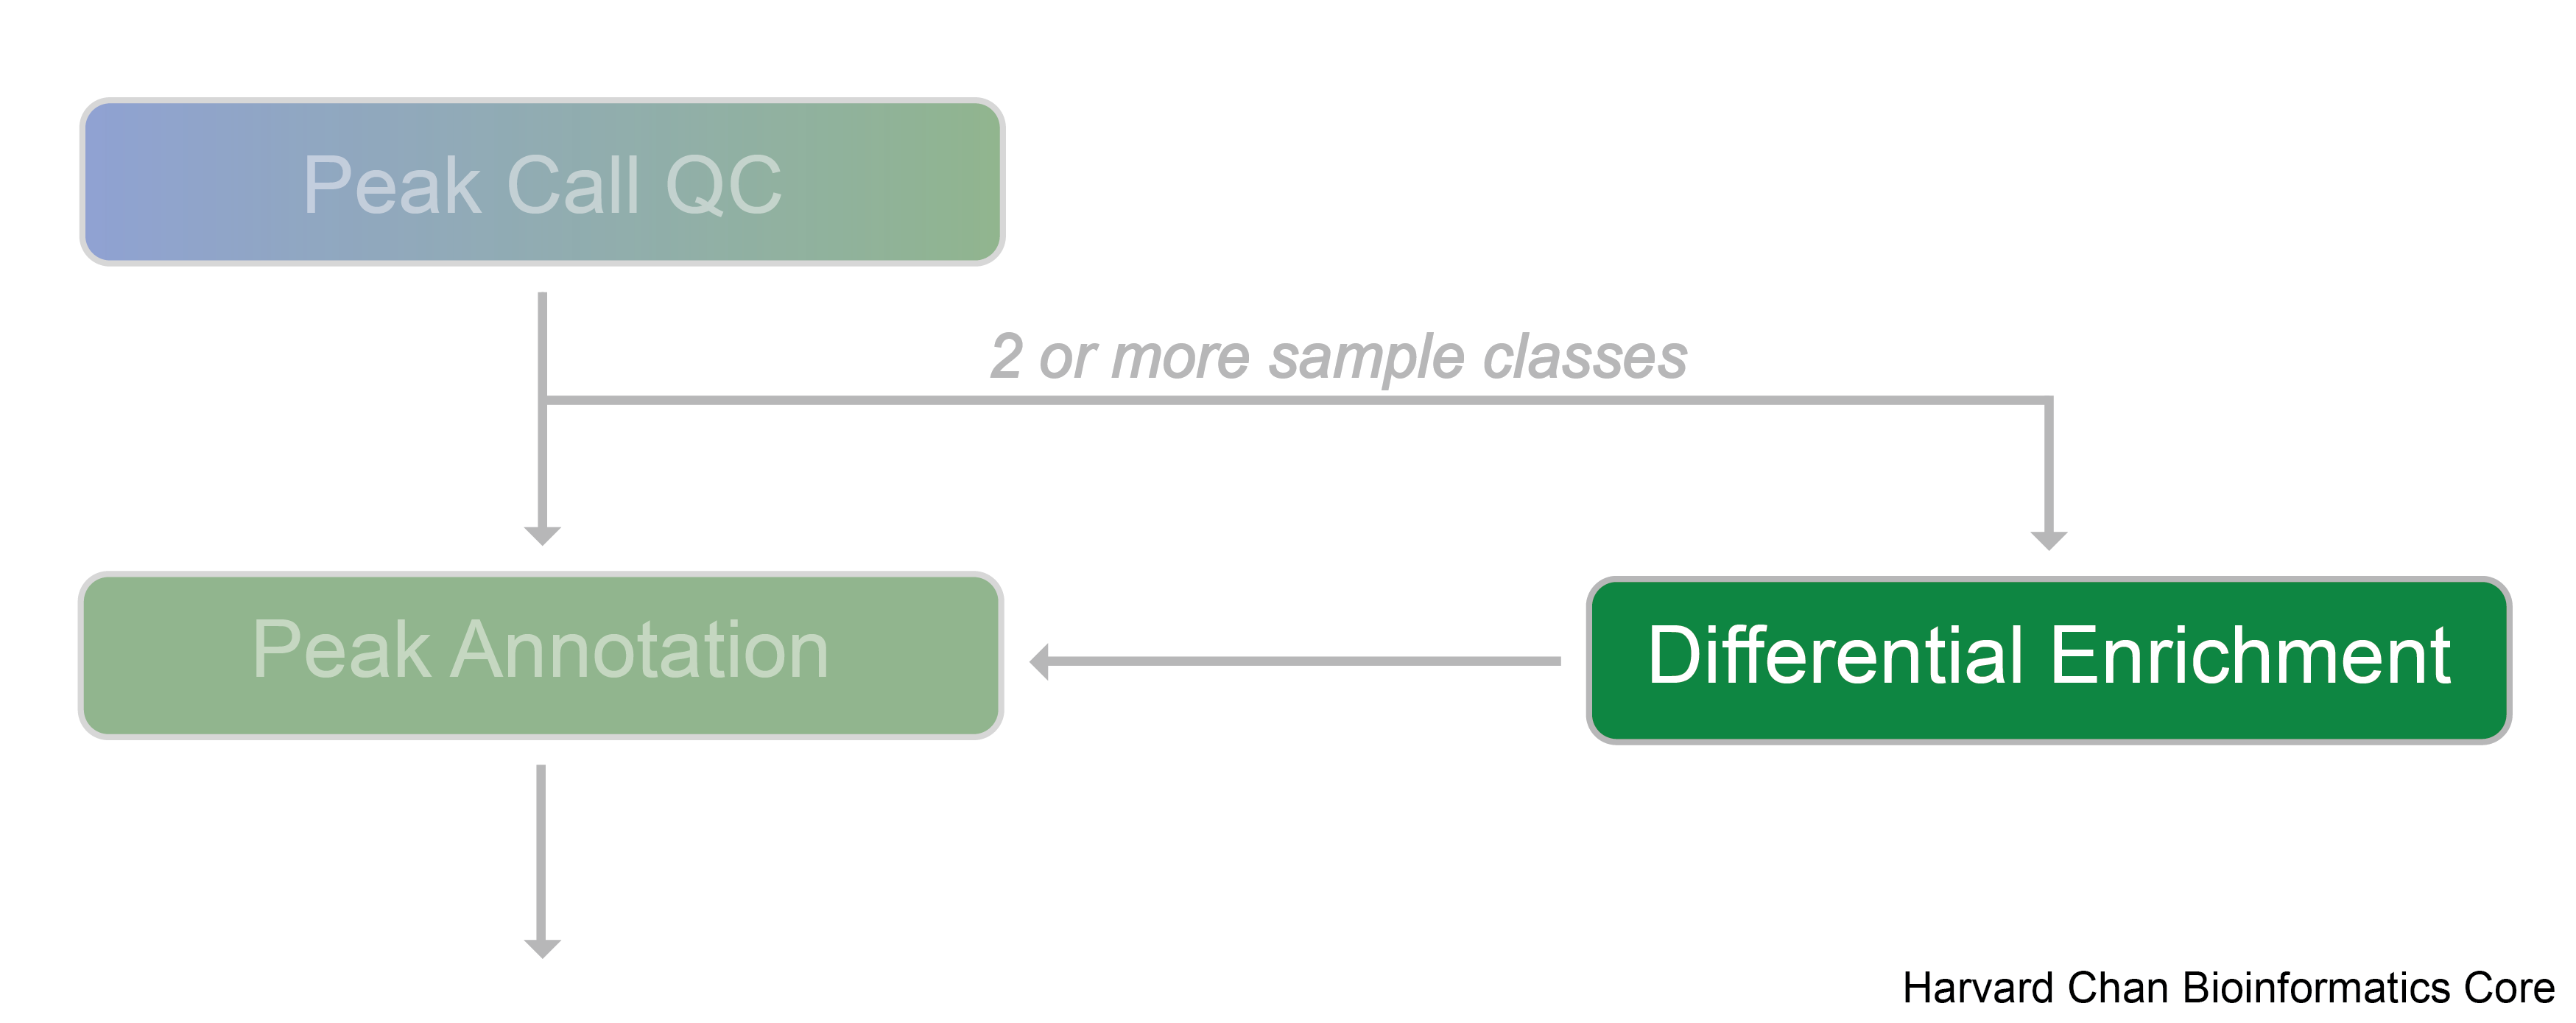 Peak Call QC
2 or more sample classes
Peak Annotation
Differential Enrichment
Harvard Chan Bioinformatics Core